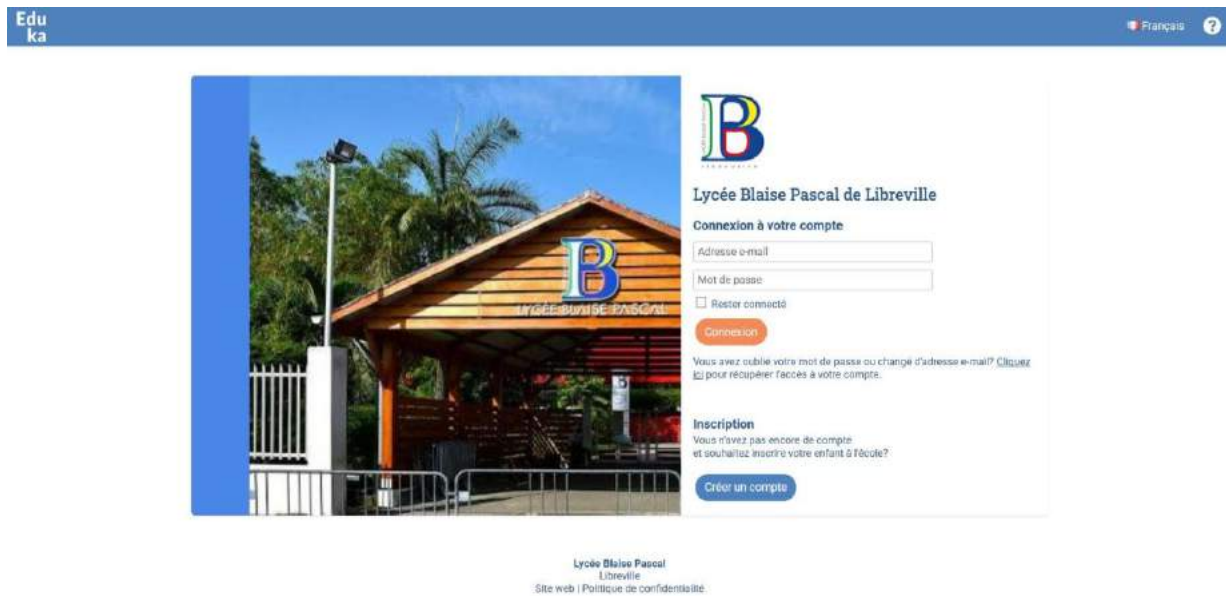 Edu
ka
Français
?
B
LYCÉE BLAISE PASCAL
B
Lycée Blaise Pascal de Libreville
Connexion à votre compte
Adresse e-mail
Mot de passe
Rester connecté
Connexion
Vous avez oublié votre mot de passe ou changé d'adresse e-mail? Cliquez
ici pour récupérer l'accès à votre compte.
Inscription
Vous n'avez pas encore de compte
et souhaitez inscrire votre enfant à l'école?
Créer un compte
Lycée Blaise Pascal
Libreville
Site web | Politique de confidentialité